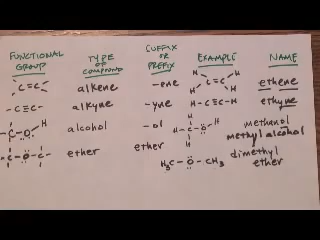 FUNCTIONAL GROUP
TYPE OF COMPOUND
SUFFIX OR PREFIX
EXAMPLE
NAME
C=C
alkene
-ene
H H C=C H H
ethene
-C≡C-
alkyne
-yne
H-C≡C-H
ethyne
-C-Ö-H
alcohol
-ol
H H-C-Ö-H H
methanol
methyl alcohol
-C-Ö-C-
ether
ether
H₃C-Ö-CH₃
dimethyl
ether